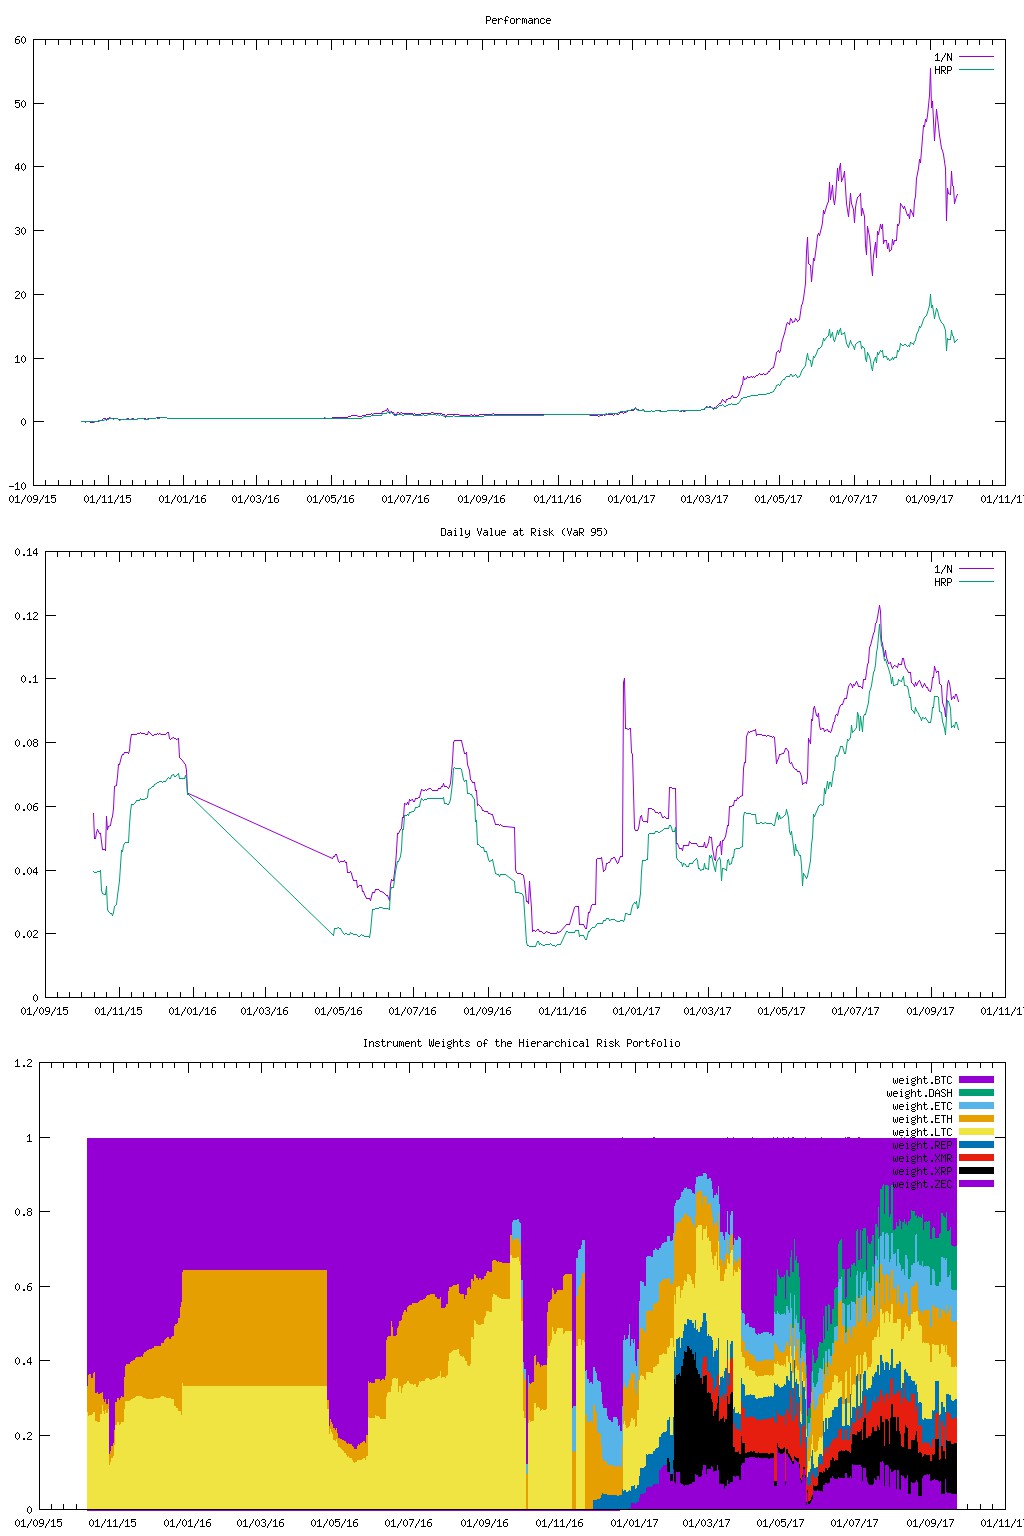 Performance
60
1/N
HRP
50
40
30
20
10
0
-10
01/09/15 01/11/15 01/01/16 01/03/16 01/05/16 01/07/16 01/09/16 01/11/16 01/01/17 01/03/17 01/05/17 01/07/17 01/09/17 01/11/1
Daily Value at Risk (VaR 95)
0.14
1/N
HRP
0.12
0.1
0.08
0.06
0.04
0.02
0
01/09/15 01/11/15 01/01/16 01/03/16 01/05/16 01/07/16 01/09/16 01/11/16 01/01/17 01/03/17 01/05/17 01/07/17 01/09/17 01/11/1
Instrument Weights of the Hierarchical Risk Portfolio
1.2
weight.BTC
weight.DASH
weight.ETC
weight.ETH
weight.LTC
1
weight.REP
weight.XMR
weight.XRP
weight.ZEC
0.8
0.6
0.4
0.2
0
01/09/15 01/11/15 01/01/16 01/03/16 01/05/16 01/07/16 01/09/16 01/11/16 01/01/17 01/03/17 01/05/17 01/07/17 01/09/17 01/11/1